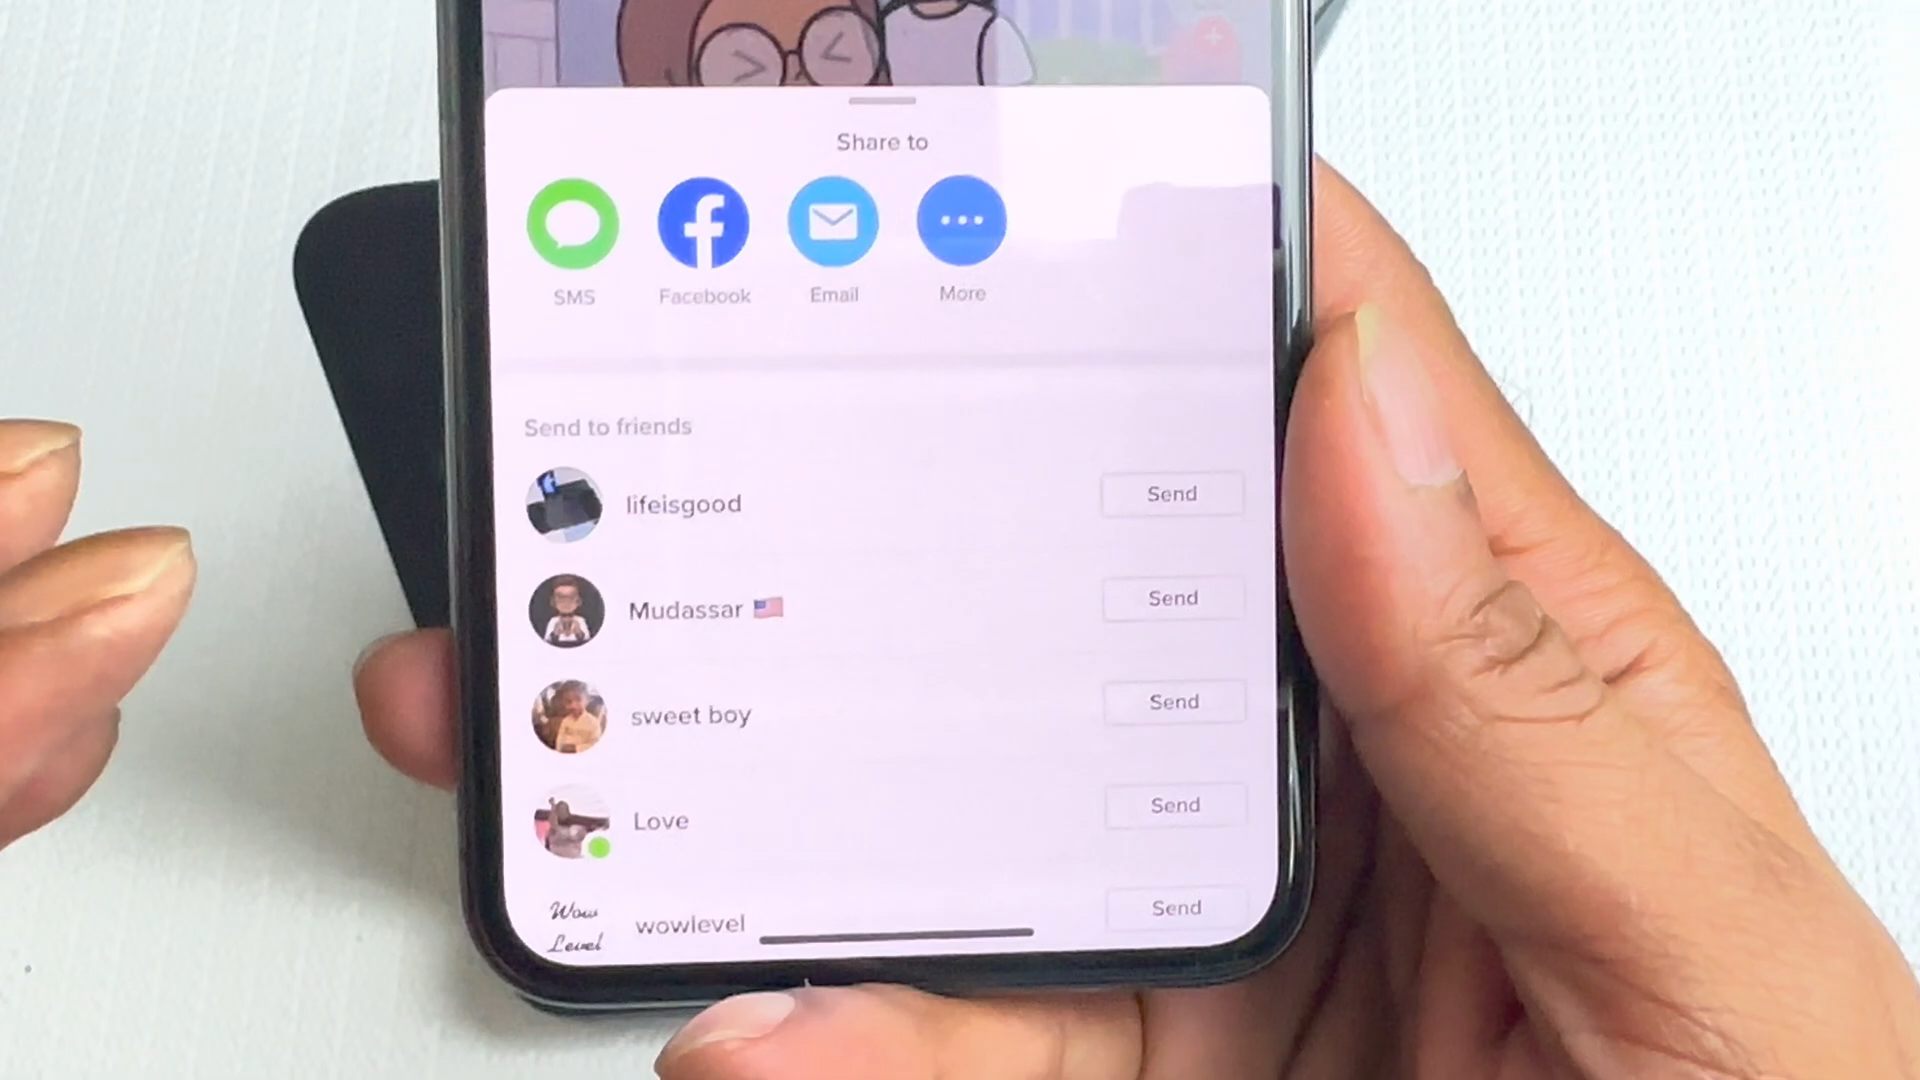 Share to
SMS
Facebook
Email
More
Send to friends
lifeisgood
Send
Mudassar 🇺🇸
Send
sweet boy
Send
Love
Send
Wow
Level
wowlevel
Send